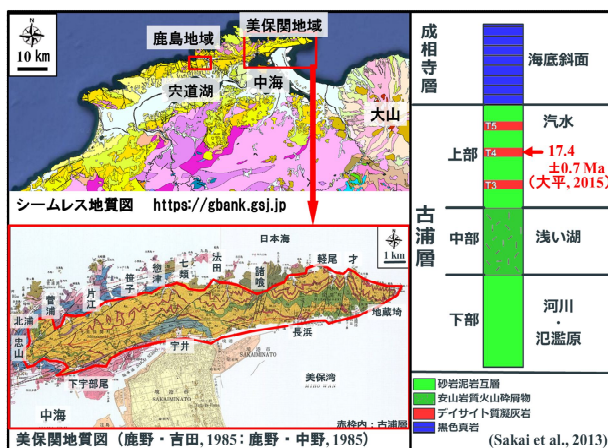 N
10 km
鹿島地域
美保関地域
宍道湖
中海
大山
シームレス地質図 https://gbank.gsj.jp
日本海
N
1 km
北浦
菅浦
片江
笹子
惣津
七類
法田
諸喰
軽尾
才
地蔵埼
忠山
下宇部尾
宇井
長浜
美保湾
中海
赤枠内：古浦層
美保関地質図（鹿野・吉田,1985；鹿野・中野,1985）
成相寺層
海底斜面
古浦層
上部
汽水
T5
T4
T3
17.4
±0.7 Ma
（大平, 2015）
中部
浅い湖
下部
河川
・
氾濫原
砂岩泥岩互層
安山岩質火山砕屑物
デイサイト質凝灰岩
黒色頁岩
(Sakai et al., 2013)